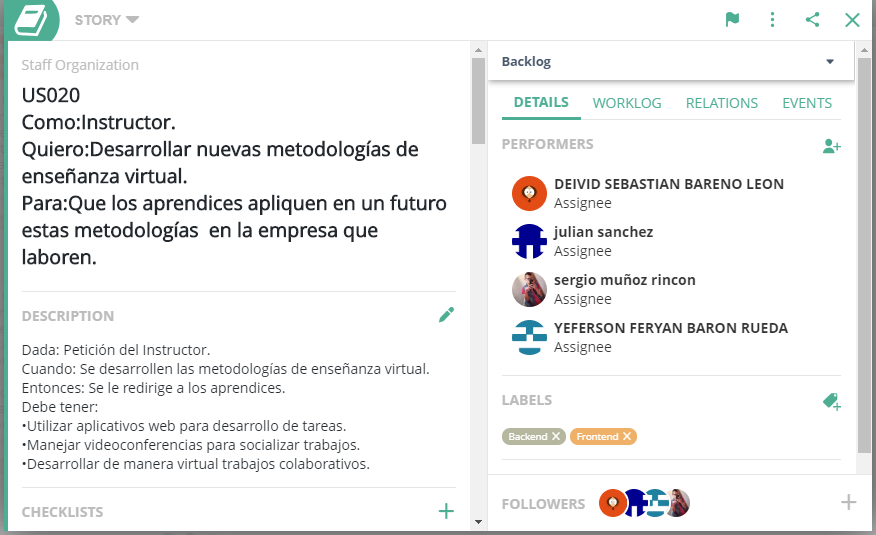 STORY
Staff Organization
US020
Como:Instructor.
Quiero:Desarrollar nuevas metodologías de
enseñanza virtual.
Para:Que los aprendices apliquen en un futuro
estas metodologías  en la empresa que
laboren.
DESCRIPTION
Dada: Petición del Instructor.
Cuando: Se desarrollen las metodologías de enseñanza virtual.
Entonces: Se le redirige a los aprendices.
Debe tener:
•Utilizar aplicativos web para desarrollo de tareas.
•Manejar videoconferencias para socializar trabajos.
•Desarrollar de manera virtual trabajos colaborativos.
CHECKLISTS
Backlog
DETAILS WORKLOG RELATIONS EVENTS
PERFORMERS
DEIVID SEBASTIAN BARENO LEON
Assignee
julian sanchez
Assignee
sergio muñoz rincon
Assignee
YEFERSON FERYAN BARON RUEDA
Assignee
LABELS
Backend Frontend
FOLLOWERS